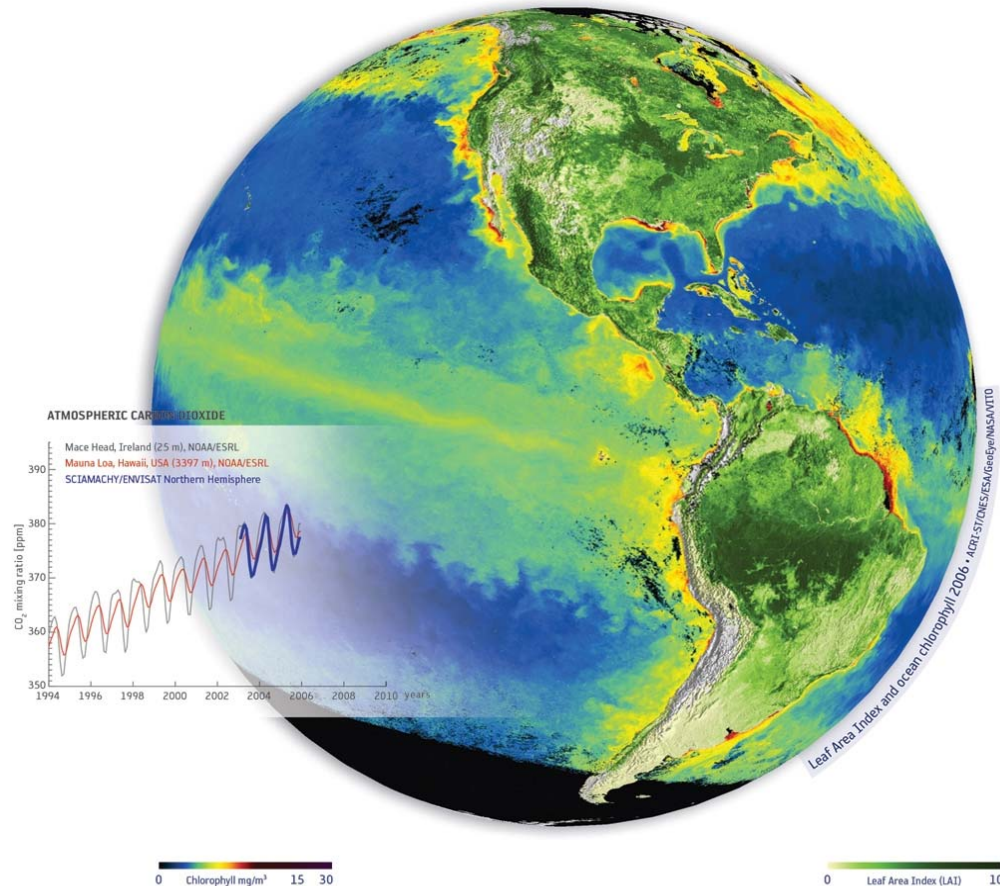 ATMOSPHERIC CARBON DIOXIDE
Mace Head, Ireland (25 m), NOAA/ESRL
Mauna Loa, Hawaii, USA (3397 m), NOAA/ESRL
SCIAMACHY/ENVISAT Northern Hemisphere
CO₂ mixing ratio [ppm]
390
380
370
360
350
1994 1996 1998 2000 2002 2004 2006 2008 2010 years
Leaf Area Index and ocean chlorophyll 2006 • ACRI-ST/CNES/ESA/GeoEye/NASA/VITO
0 Chlorophyll mg/m³ 15 30
0 Leaf Area Index (LAI) 10